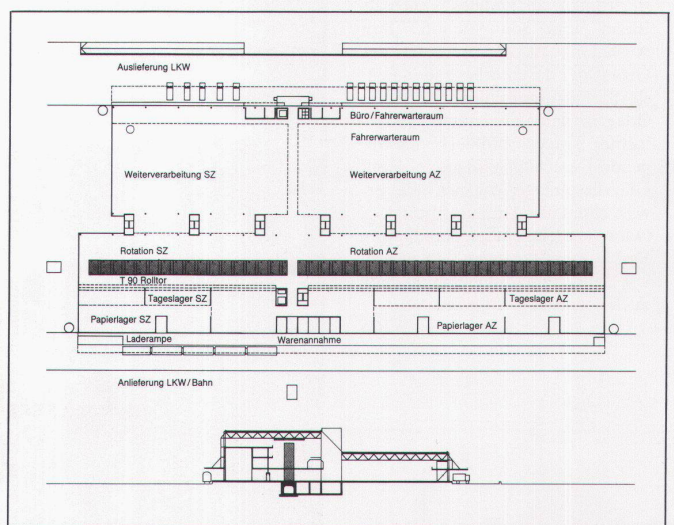 Auslieferung LKW
Büro/Fahrerwarteraum
Fahrerwarteraum
Weiterverarbeitung SZ
Weiterverarbeitung AZ
Rotation SZ
Rotation AZ
T 90 Rolltor
Tageslager SZ
Tageslager AZ
Papierlager SZ
Papierlager AZ
Laderampe
Warenannahme
Anlieferung LKW/Bahn